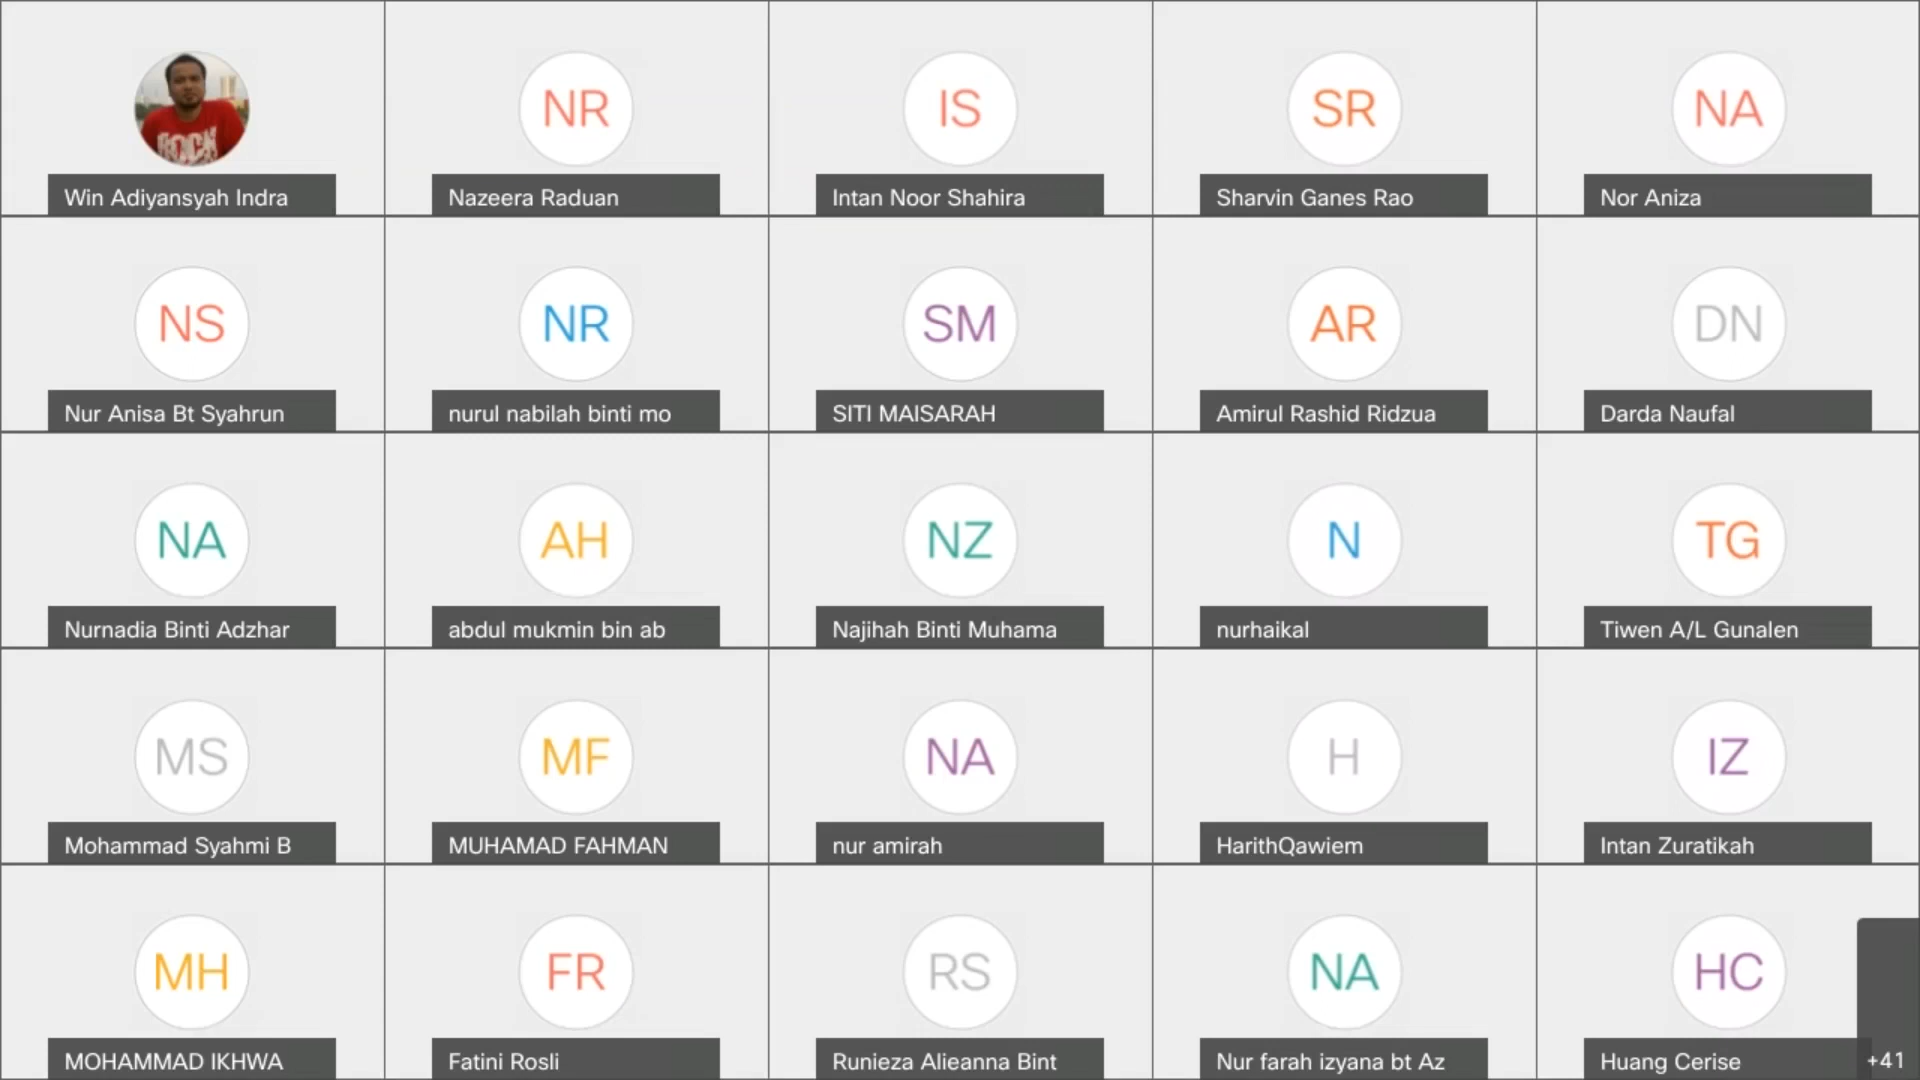 ROCK
Win Adiyansyah Indra
NR
Nazeera Raduan
IS
Intan Noor Shahira
SR
Sharvin Ganes Rao
NA
Nor Aniza
NS
Nur Anisa Bt Syahrun
NR
nurul nabilah binti mo
SM
SITI MAISARAH
AR
Amirul Rashid Ridzua
DN
Darda Naufal
NA
Nurnadia Binti Adzhar
AH
abdul mukmin bin ab
NZ
Najihah Binti Muhama
N
nurhaikal
TG
Tiwen A/L Gunalen
MS
Mohammad Syahmi B
MF
MUHAMAD FAHMAN
NA
nur amirah
H
HarithQawiem
IZ
Intan Zuratikah
MH
MOHAMMAD IKHWA
FR
Fatini Rosli
RS
Runieza Alieanna Bint
NA
Nur farah izyana bt Az
HC
Huang Cerise
+41